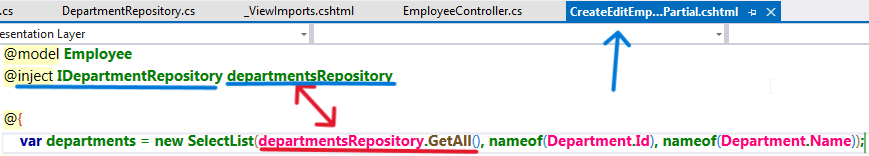 .cs DepartmentRepository.cs _ViewImports.cshtml EmployeeController.cs CreateEditEmp...Partial.cshtml
esentation Layer
@model Employee
@inject IDepartmentRepository departmentsRepository
@{
var departments = new SelectList(departmentsRepository.GetAll(), nameof(Department.Id), nameof(Department.Name));